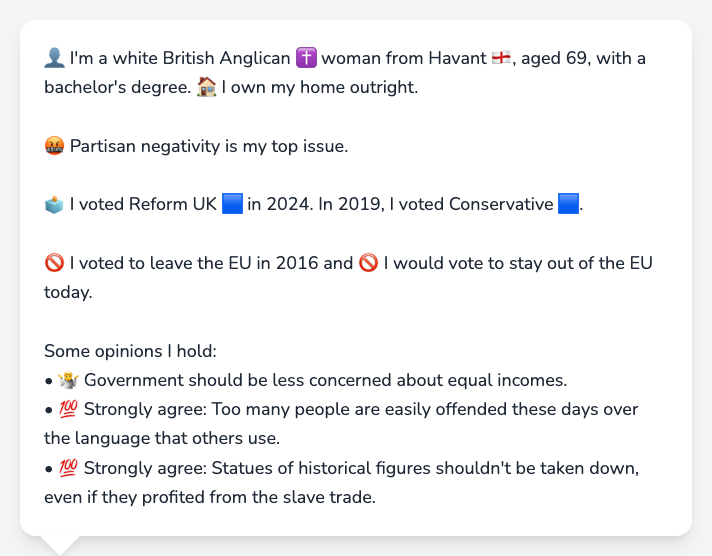 👤 I'm a white British Anglican ✝️ woman from Havant 🏴󠁧󠁢󠁥󠁮󠁧󠁿, aged 69, with a
bachelor's degree. 🏠 I own my home outright.
🤬 Partisan negativity is my top issue.
🗳️ I voted Reform UK 🟦 in 2024. In 2019, I voted Conservative 🟦.
🚫 I voted to leave the EU in 2016 and 🚫 I would vote to stay out of the EU
today.
Some opinions I hold:
• 🤷 Government should be less concerned about equal incomes.
• 💯 Strongly agree: Too many people are easily offended these days over
the language that others use.
• 💯 Strongly agree: Statues of historical figures shouldn't be taken down,
even if they profited from the slave trade.